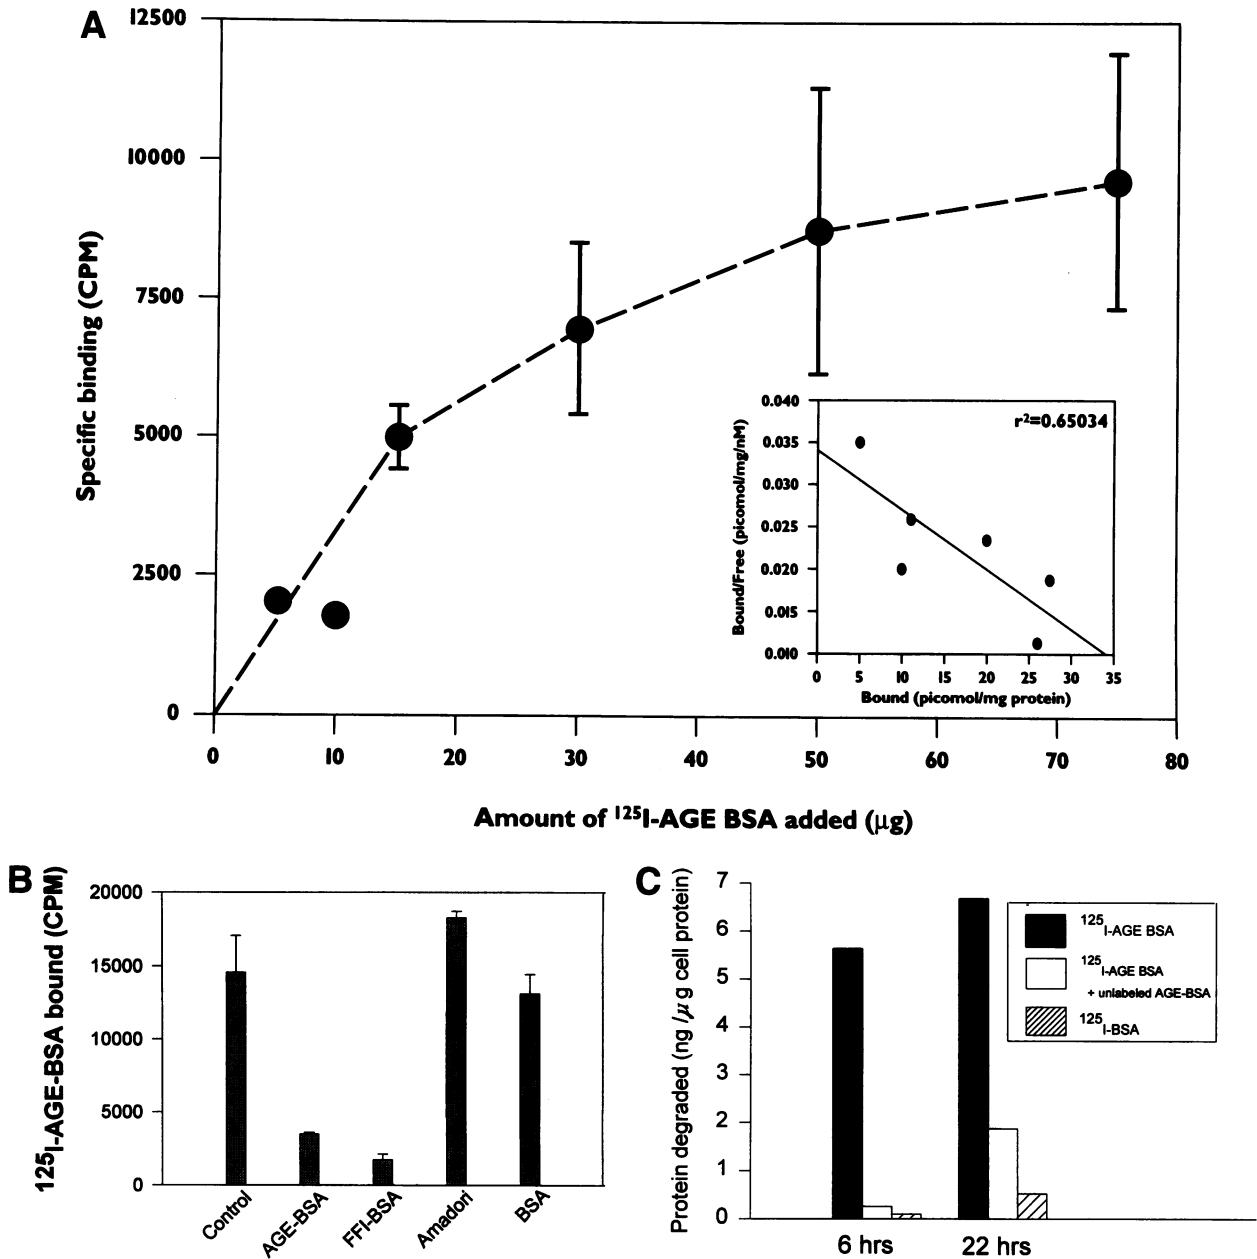 A
12500
10000
7500
5000
2500
0
Specific binding (CPM)
0 10 20 30 40 50 60 70 80
Amount of 125I-AGE BSA added (μg)
0.040
0.035
0.030
0.025
0.020
0.015
0.010
Bound/Free (picomol/mg/nM)
r2=0.65034
0 5 10 15 20 25 30 35
Bound (picomol/mg protein)
B
125I-AGE-BSA bound (CPM)
20000
15000
10000
5000
0
Control AGE-BSA FFI-BSA Amadori BSA
C
Protein degraded (ng /μg cell protein)
7
6
5
4
3
2
1
0
6 hrs 22 hrs
125I-AGE BSA
125I-AGE BSA
+ unlabeled AGE-BSA
125I-BSA